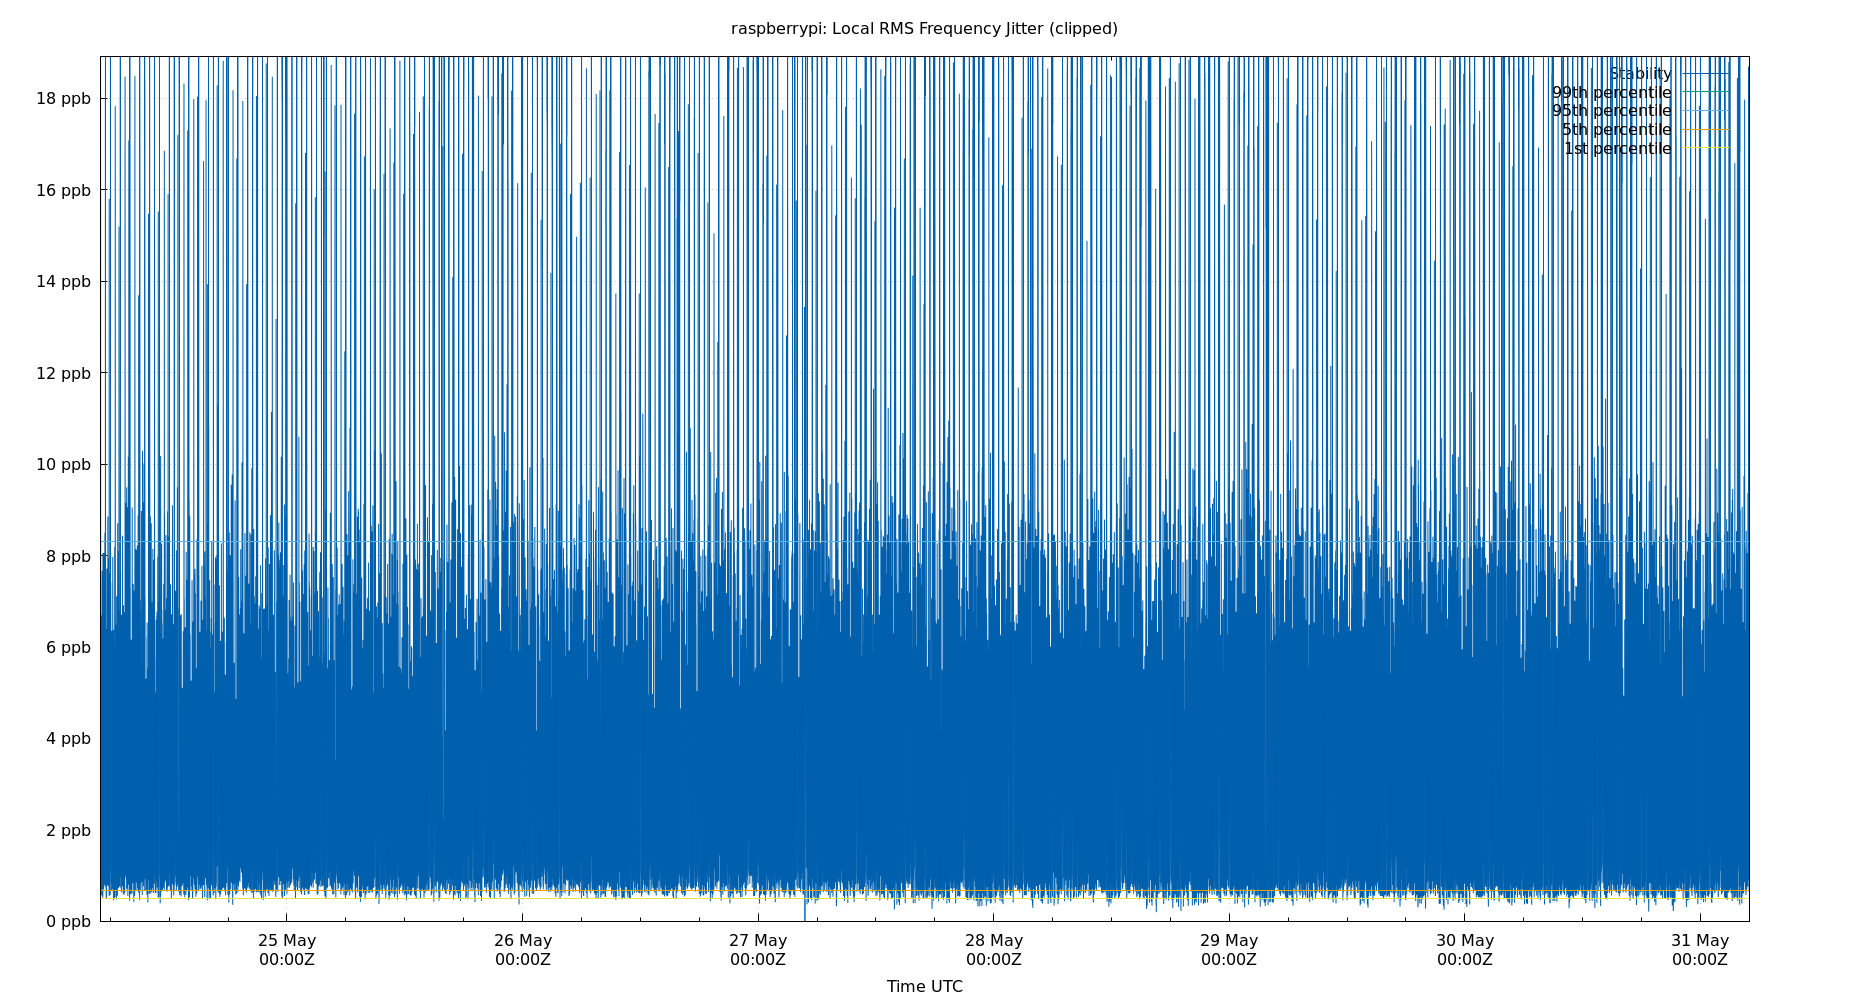 raspberrypi: Local RMS Frequency Jitter (clipped)
Stability
99th percentile
95th percentile
5th percentile
1st percentile
18 ppb
16 ppb
14 ppb
12 ppb
10 ppb
8 ppb
6 ppb
4 ppb
2 ppb
0 ppb
25 May 26 May 27 May 28 May 29 May 30 May 31 May
00:00Z 00:00Z 00:00Z 00:00Z 00:00Z 00:00Z 00:00Z
Time UTC